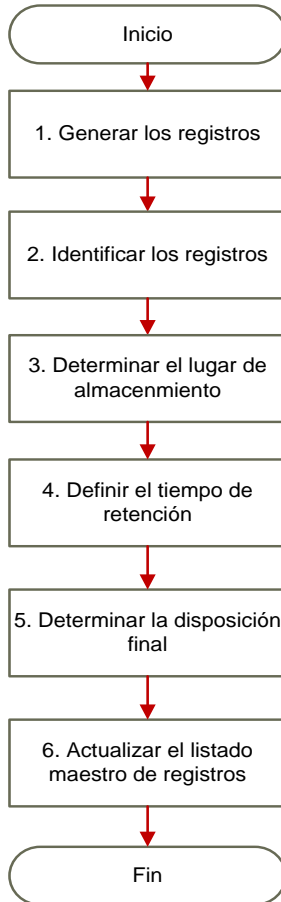 Inicio
1. Generar los registros
2. Identificar los registros
3. Determinar el lugar de
almacenmiento
4. Definir el tiempo de
retención
5. Determinar la disposición
final
6. Actualizar el listado
maestro de registros
Fin